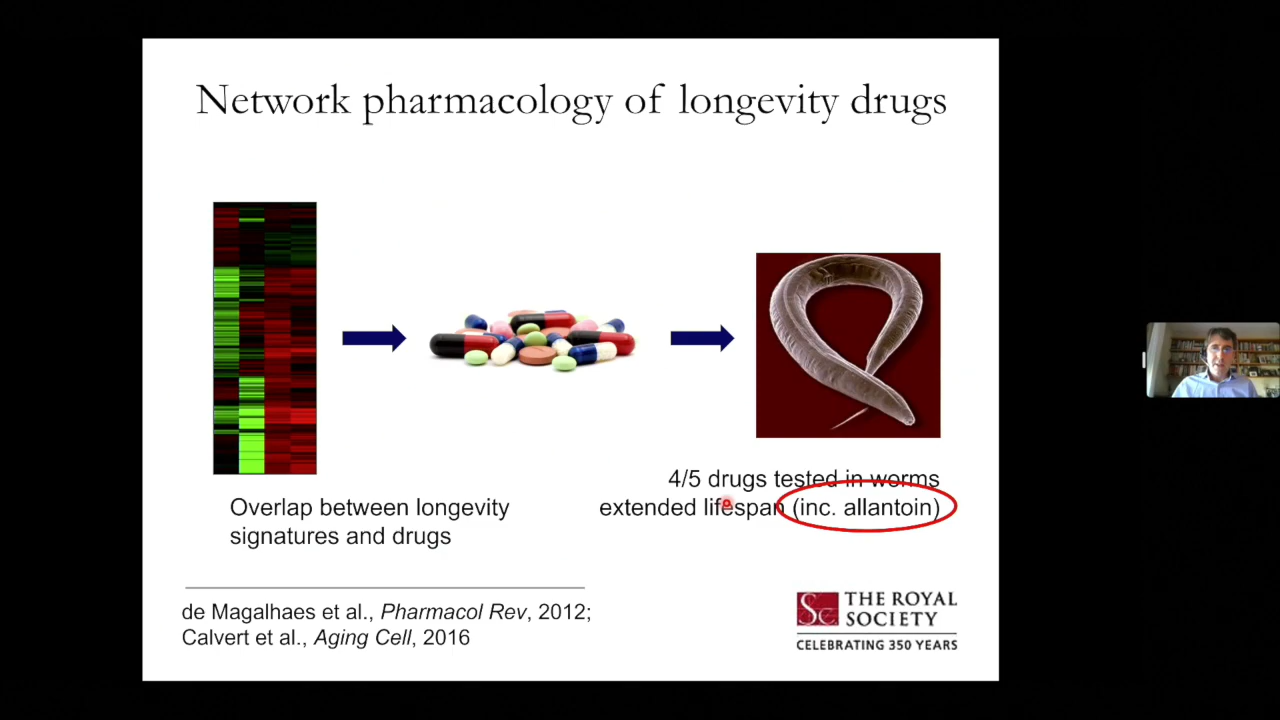 Network pharmacology of longevity drugs
Overlap between longevity
signatures and drugs
4/5 drugs tested in worms
extended lifespan (inc. allantoin)
de Magalhaes et al., Pharmacol Rev, 2012;
Calvert et al., Aging Cell, 2016
Sc
THE ROYAL
SOCIETY
CELEBRATING 350 YEARS